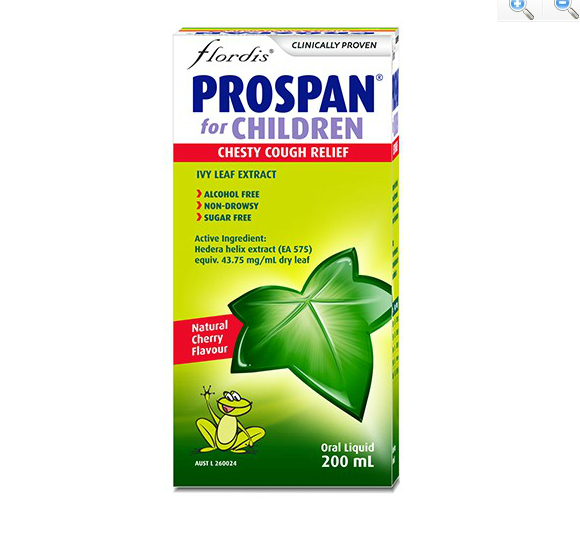 flordis®
CLINICALLY PROVEN
PROSPAN®
for CHILDREN
CHESTY COUGH RELIEF
IVY LEAF EXTRACT
ALCOHOL FREE
NON-DROWSY
SUGAR FREE
Active Ingredient:
Hedera helix extract (EA 575)
equiv. 43.75 mg/mL dry leaf
Natural
Cherry
Flavour
Oral Liquid
200 mL
AUST L 260024